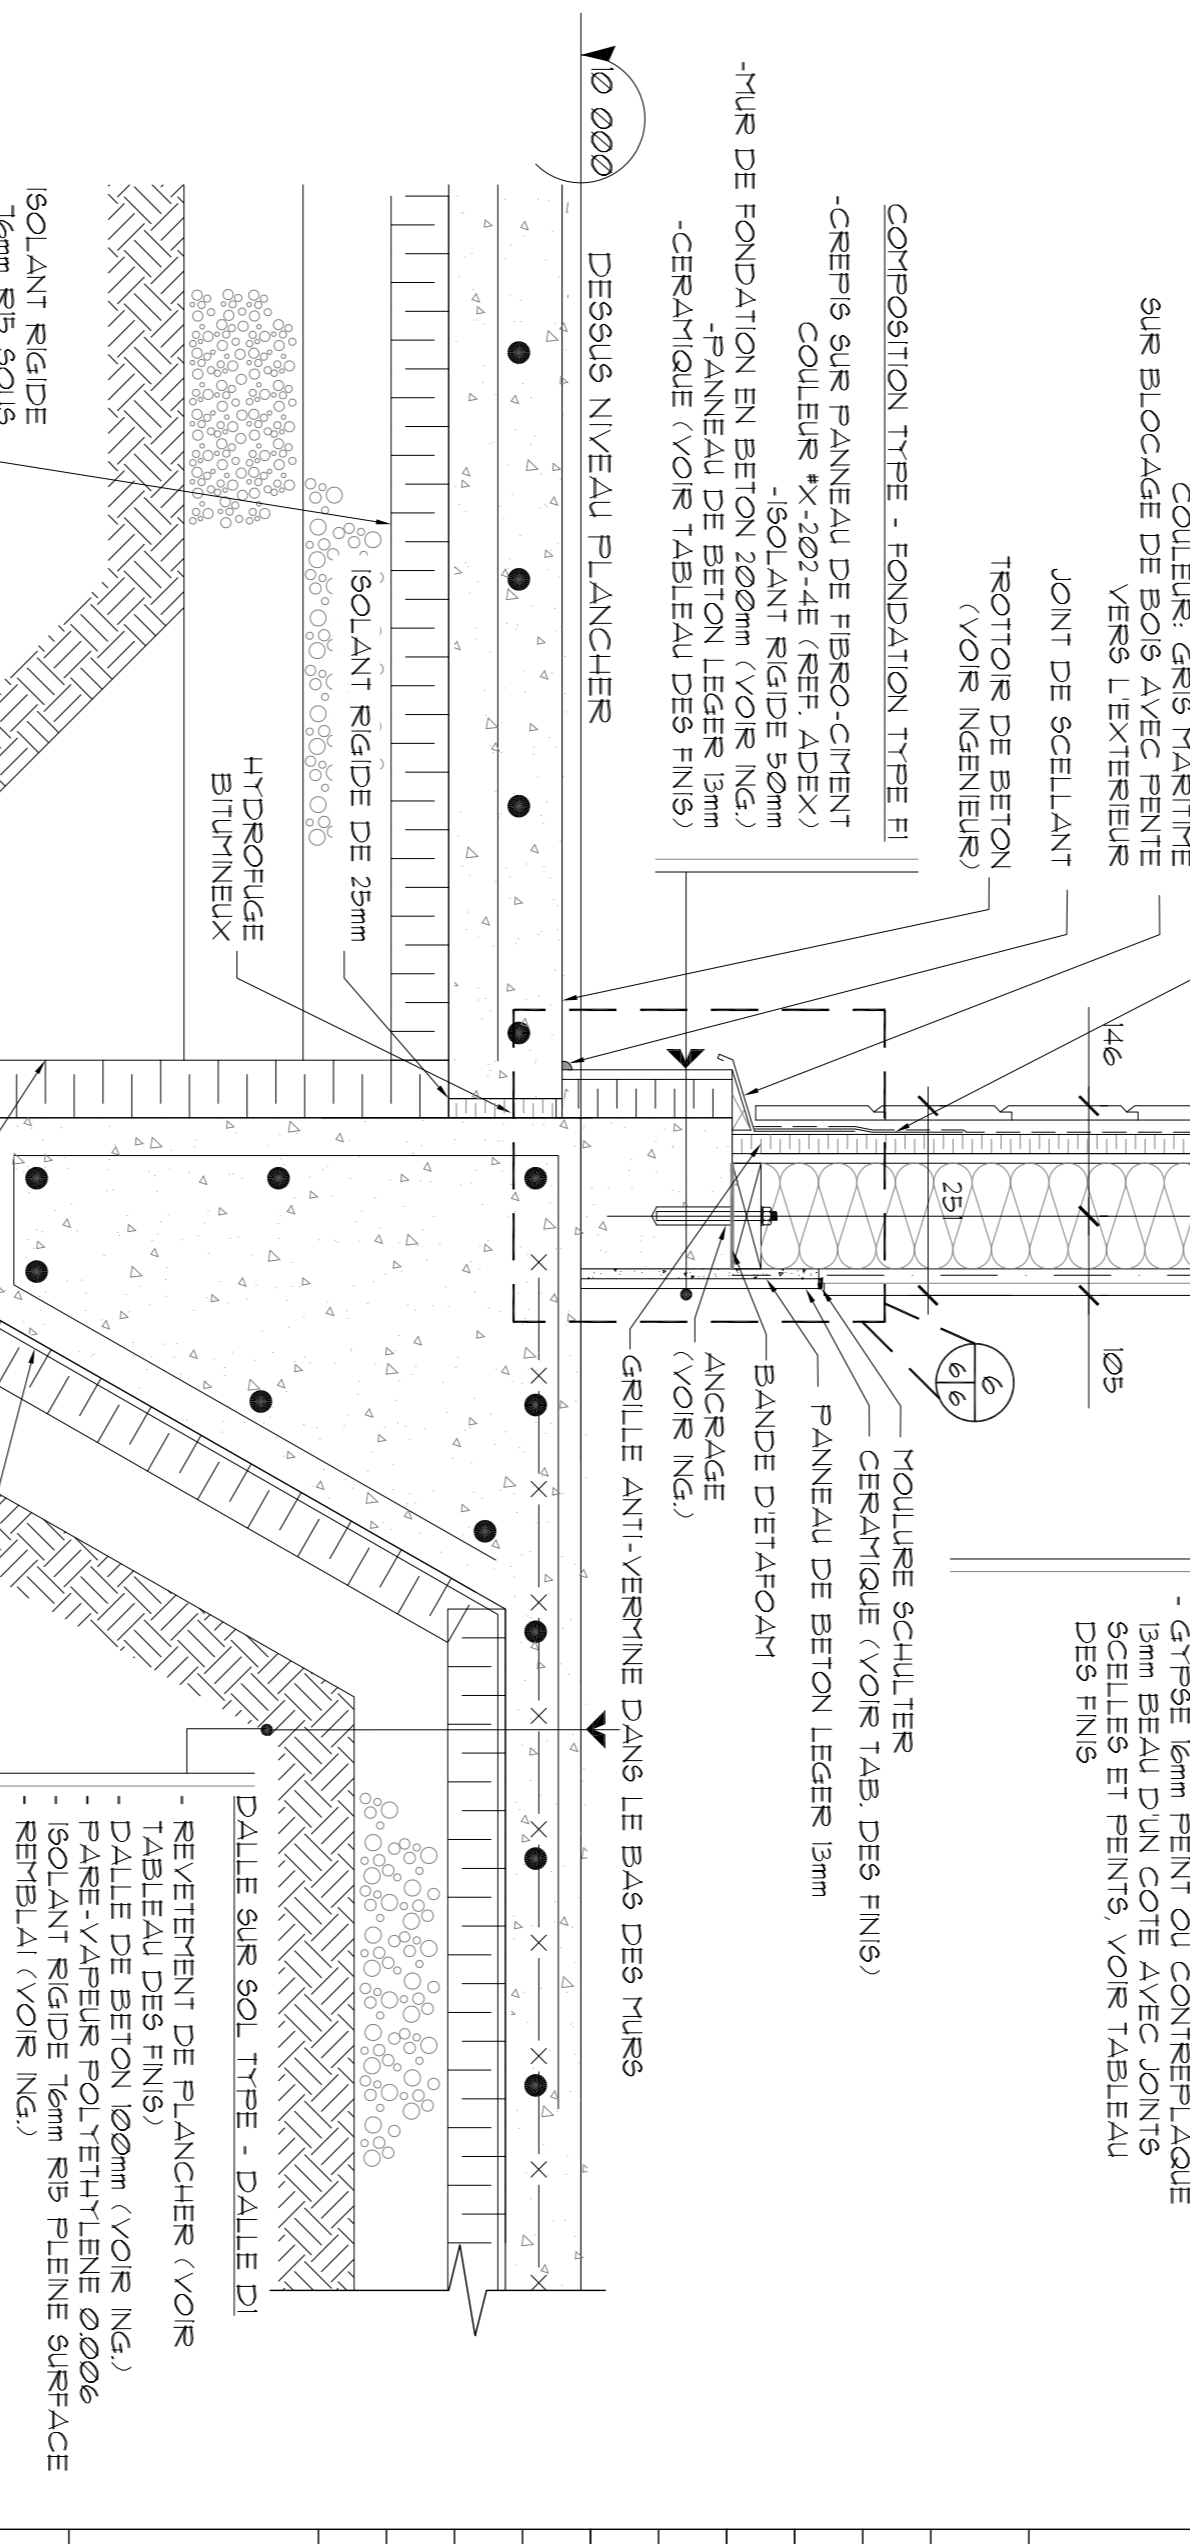 COULEUR: GRIS MARITIME
SUR BLOCAGE DE BOIS AVEC PENTE
VERS L'EXTERIEUR
JOINT DE SCELLANT
TROTTOIR DE BETON
(VOIR INGENIEUR)
COMPOSITION TYPE - FONDATION TYPE F1
-CREPIS SUR PANNEAU DE FIBRO-CIMENT
COULEUR #X-202-4E (REF. ADEX)
-ISOLANT RIGIDE 50mm
-MUR DE FONDATION EN BETON 200mm (VOIR ING.)
-PANNEAU DE BETON LEGER 13mm
-CERAMIQUE (VOIR TABLEAU DES FINIS)
10 000
DESSUS NIVEAU PLANCHER
ISOLANT RIGIDE DE 25mm
HYDROFUGE
BITUMINEUX
ISOLANT RIGIDE
76mm R15 SOUS
146
105
251
6
6 6
- GYPSE 16mm PEINT OU CONTREPLAQUE
13mm BEAU D'UN COTE AVEC JOINTS
SCELLES ET PEINTS, VOIR TABLEAU
DES FINIS
MOULURE SCHULTER
CERAMIQUE (VOIR TAB. DES FINIS)
PANNEAU DE BETON LEGER 13mm
BANDE D'ETAFOAM
ANCRAGE
(VOIR ING.)
GRILLE ANTI-VERMINE DANS LE BAS DES MURS
DALLE SUR SOL TYPE - DALLE D1
- REVETEMENT DE PLANCHER (VOIR
TABLEAU DES FINIS)
- DALLE DE BETON 100mm (VOIR ING.)
- PARE-VAPEUR POLYETHYLENE 0.006
- ISOLANT RIGIDE 76mm R15 PLEINE SURFACE
- REMBLAI (VOIR ING.)